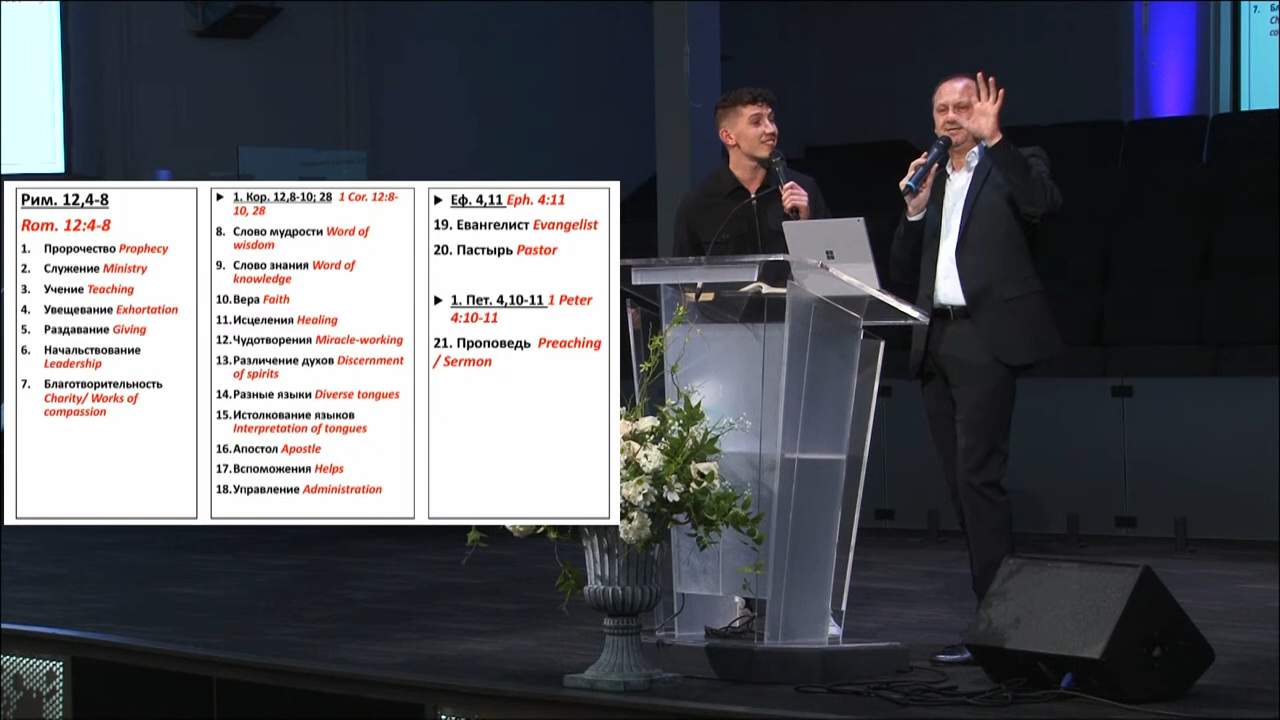 Рим. 12,4-8
Rom. 12:4-8
1. Пророчество Prophecy
2. Служение Ministry
3. Учение Teaching
4. Увещевание Exhortation
5. Раздавание Giving
6. Начальствование
Leadership
7. Благотворительность
Charity/ Works of
compassion
► 1. Кор. 12,8-10; 28 1 Cor. 12:8-
10, 28
8. Слово мудрости Word of
wisdom
9. Слово знания Word of
knowledge
10. Вера Faith
11. Исцеления Healing
12. Чудотворения Miracle-working
13. Различение духов Discernment
of spirits
14. Разные языки Diverse tongues
15. Истолкование языков
Interpretation of tongues
16. Апостол Apostle
17. Вспоможения Helps
18. Управление Administration
► Еф. 4,11 Eph. 4:11
19. Евангелист Evangelist
20. Пастырь Pastor
► 1. Пет. 4,10-11 1 Peter
4:10-11
21. Проповедь Preaching
/ Sermon
7.